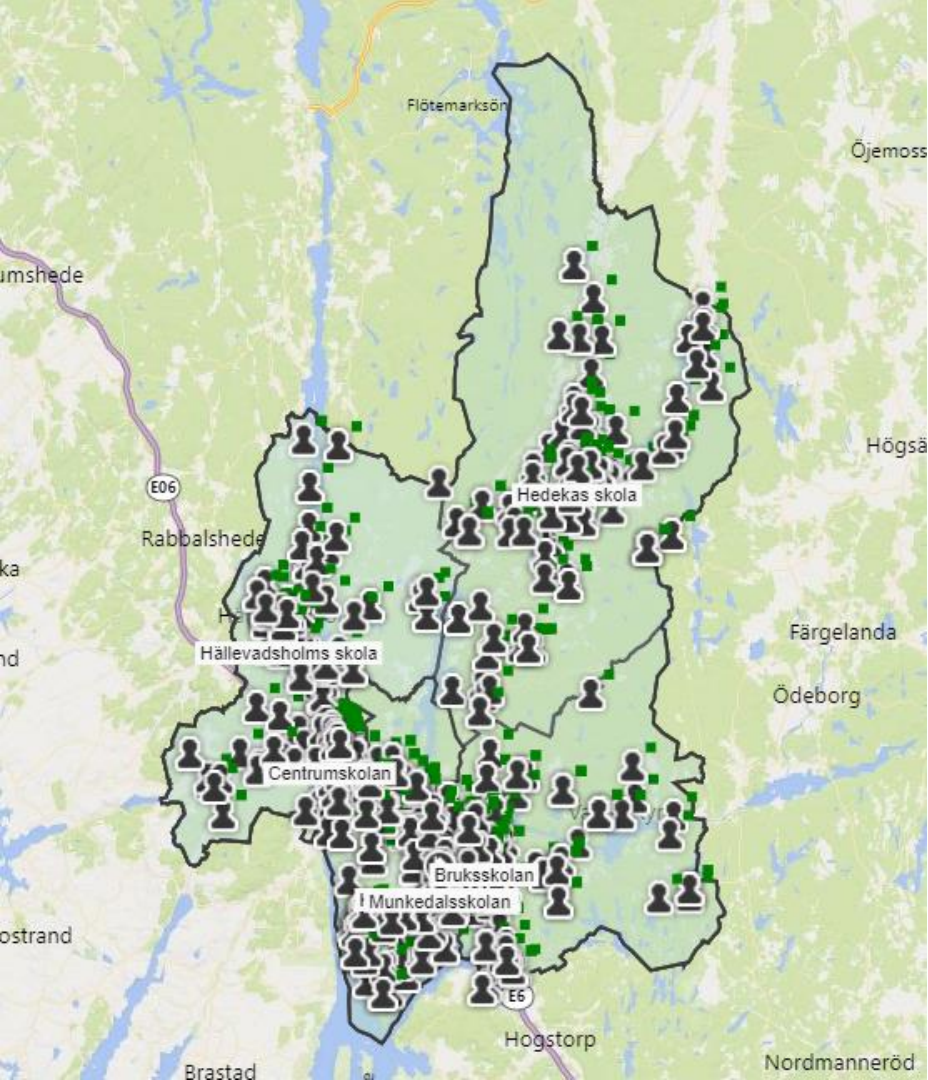 Flötemarksön
Öjemoss
umshede
Högsä
E06
Hedekas skola
Rabbalshede
ka
Färgelanda
Hällevadsholms skola
nd
Ödeborg
Centrumskolan
Bruksskolan
Munkedalsskolan
ostrand
E6
Hogstorp
Nordmanneröd
Brastad